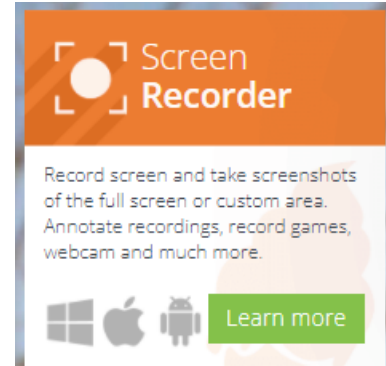 Screen
Recorder
Record screen and take screenshots
of the full screen or custom area.
Annotate recordings, record games,
webcam and much more.
Learn more